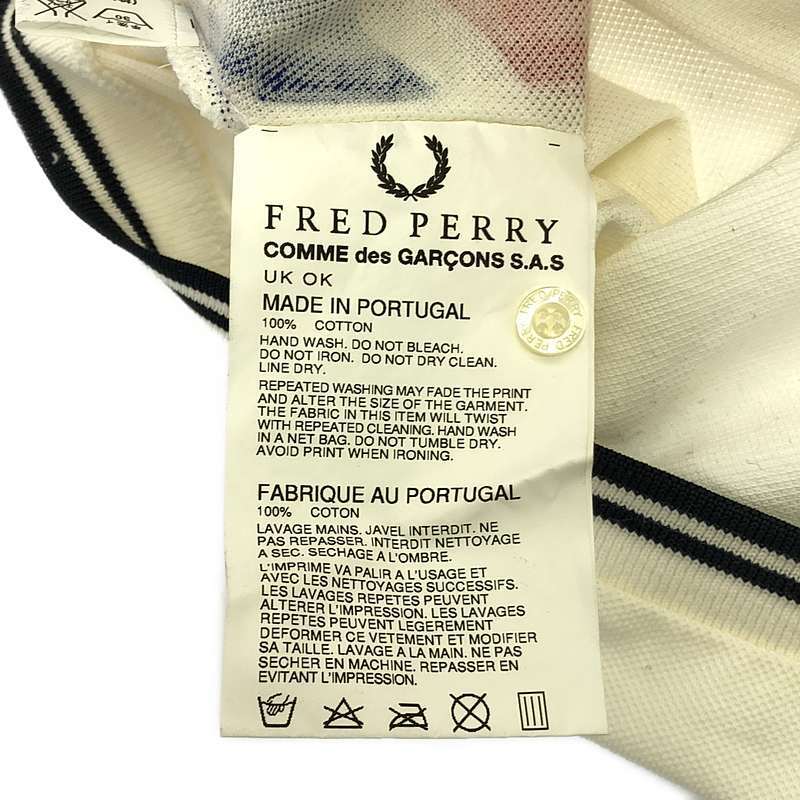 FRED PERRY
COMME des GARÇONS S.A.S
UK OK
MADE IN PORTUGAL
100% COTTON
HAND WASH. DO NOT BLEACH.
DO NOT IRON. DO NOT DRY CLEAN.
LINE DRY.
REPEATED WASHING MAY FADE THE PRINT
AND ALTER THE SIZE OF THE GARMENT.
THE FABRIC IN THIS ITEM WILL TWIST
WITH REPEATED CLEANING. HAND WASH
IN A NET BAG. DO NOT TUMBLE DRY.
AVOID PRINT WHEN IRONING.
FABRIQUE AU PORTUGAL
100% COTON
LAVAGE MAINS. JAVEL INTERDIT. NE
PAS REPASSER. INTERDIT NETTOYAGE
A SEC. SECHAGE A L'OMBRE.
L'IMPRIME VA PALIR A L'USAGE ET
AVEC LES NETTOYAGES SUCCESSIFS.
LES LAVAGES REPETES PEUVENT
ALTERER L'IMPRESSION. LES LAVAGES
REPETES PEUVENT LEGEREMENT
DEFORMER CE VETEMENT ET MODIFIER
SA TAILLE. LAVAGE A LA MAIN. NE PAS
SECHER EN MACHINE. REPASSER EN
EVITANT L'IMPRESSION.
FRED PERRY FRED PERRY